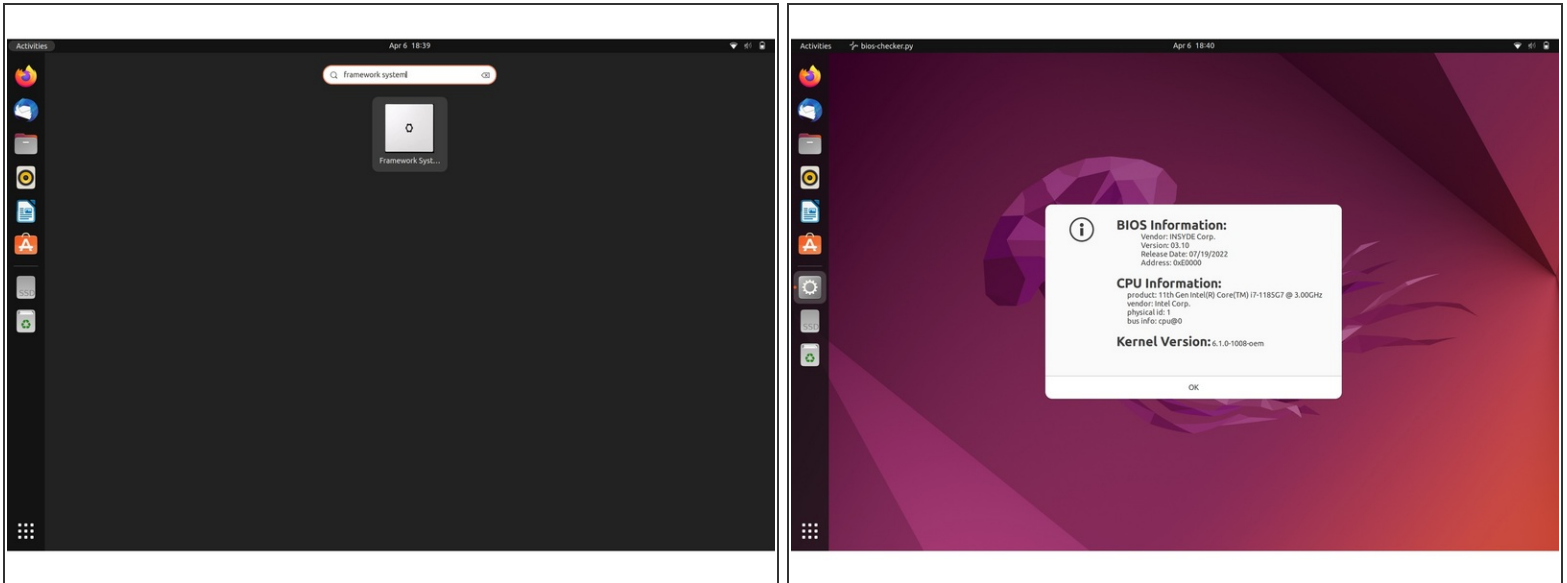 Activities
Apr 6 18:39
framework system
Framework Syst...
SSD
Activities
bios-checker.py
Apr 6 18:40
BIOS Information:
Vendor: INSYDE Corp.
Version: 03.10
Release Date: 07/19/2022
Address: 0xE0000
CPU Information:
product: 11th Gen Intel(R) Core(TM) i7-1185G7 @ 3.00GHz
vendor: Intel Corp.
physical id: 1
bus info: cpu@0
Kernel Version: 6.1.0-1008-oem
OK
SSD